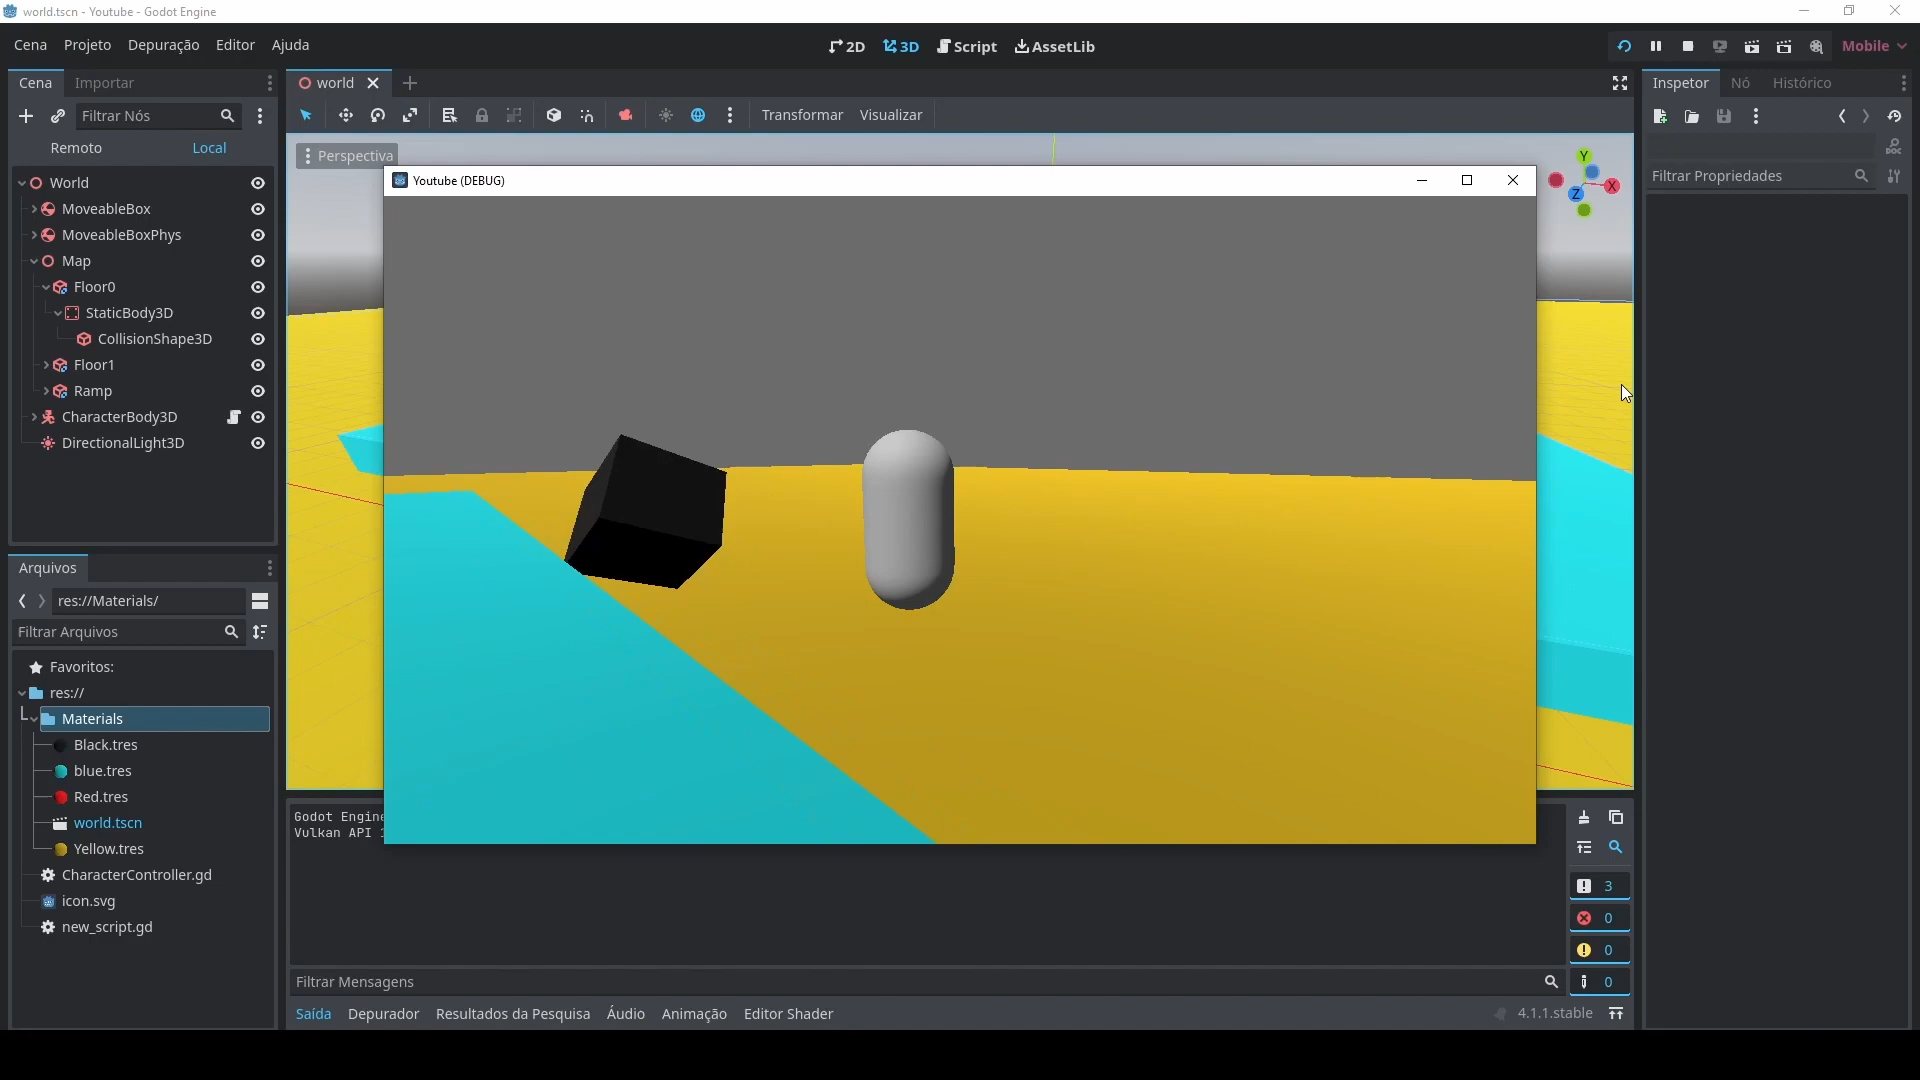 world.tscn - Youtube - Godot Engine
Cena Projeto Depuração Editor Ajuda
2D 3D Script AssetLib
Mobile
Cena Importar
world
Inspetor Nó Histórico
Filtrar Nós
Transformar Visualizar
Remoto Local
Perspectiva
Filtrar Propriedades
Y
X
Z
Youtube (DEBUG)
World
MoveableBox
MoveableBoxPhys
Map
Floor0
StaticBody3D
CollisionShape3D
Floor1
Ramp
CharacterBody3D
DirectionalLight3D
Arquivos
res://Materials/
Filtrar Arquivos
Favoritos:
res://
Materials
Black.tres
blue.tres
Red.tres
world.tscn
Yellow.tres
CharacterController.gd
icon.svg
new_script.gd
Godot Engine
Vulkan API
3
0
0
0
Filtrar Mensagens
Saída Depurador Resultados da Pesquisa Áudio Animação Editor Shader
4.1.1.stable